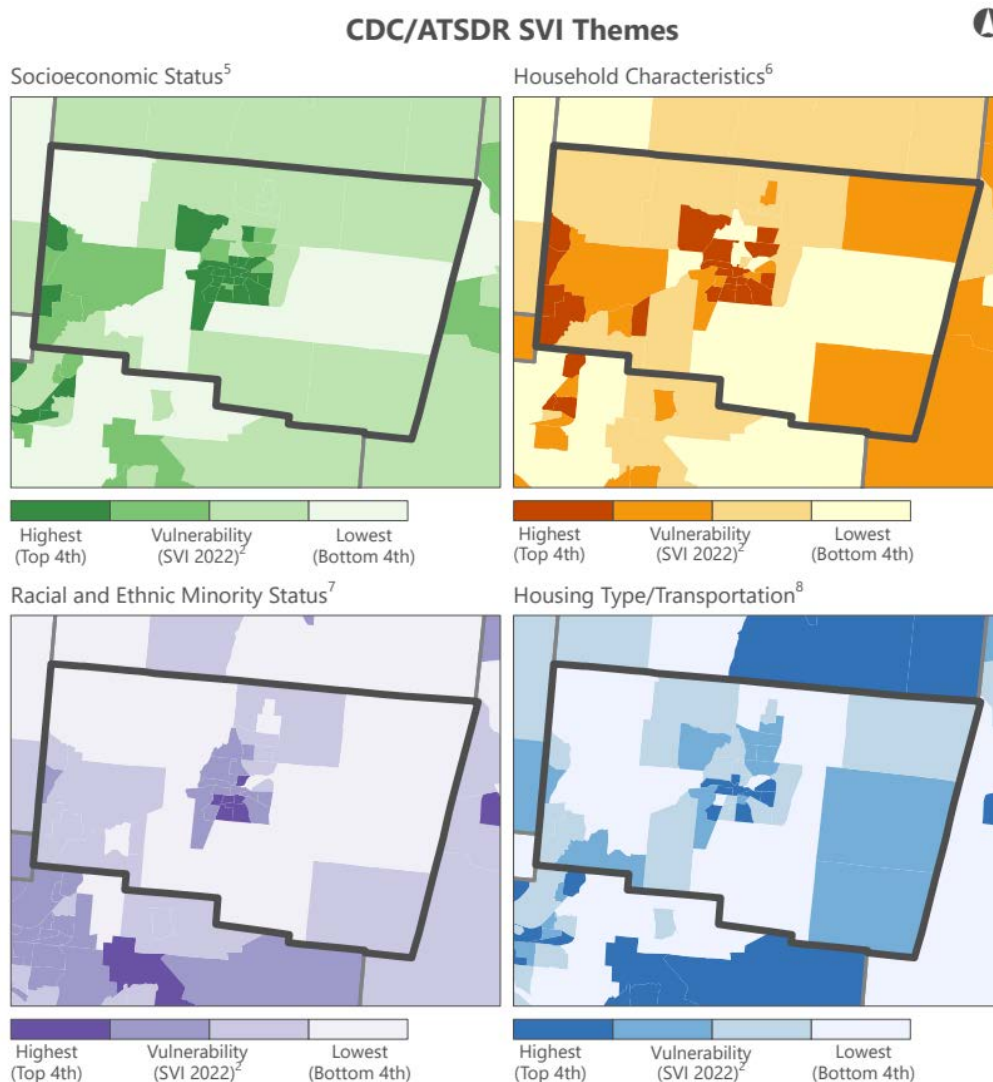 CDC/ATSDR SVI Themes
Socioeconomic Status5
Household Characteristics6
Highest
(Top 4th)
Vulnerability
(SVI 2022)2
Lowest
(Bottom 4th)
Highest
(Top 4th)
Vulnerability
(SVI 2022)2
Lowest
(Bottom 4th)
Racial and Ethnic Minority Status7
Housing Type/Transportation8
Highest
(Top 4th)
Vulnerability
(SVI 2022)2
Lowest
(Bottom 4th)
Highest
(Top 4th)
Vulnerability
(SVI 2022)2
Lowest
(Bottom 4th)